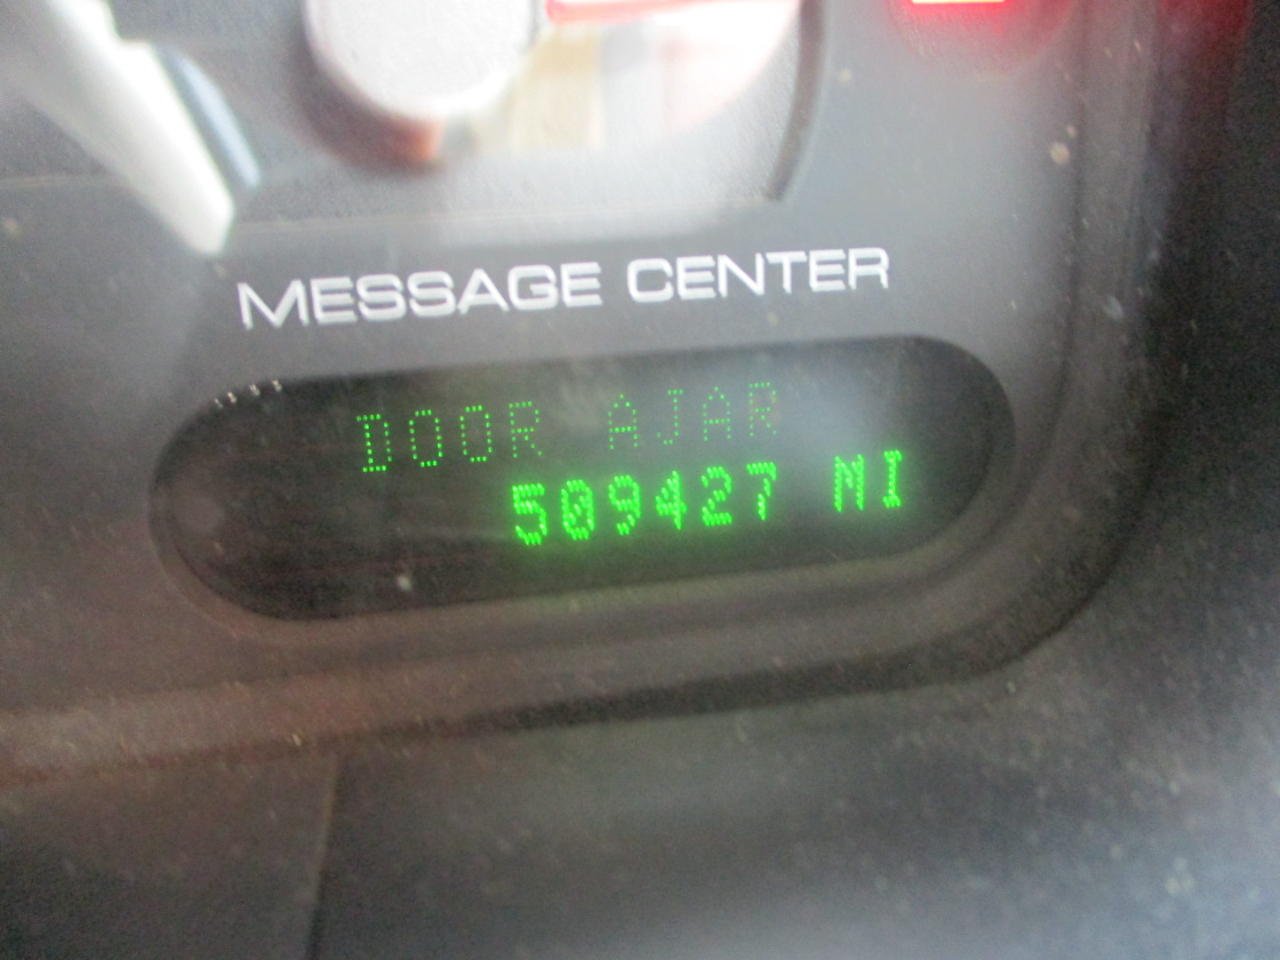 MESSAGE CENTER
DOOR AJAR
509427 MI